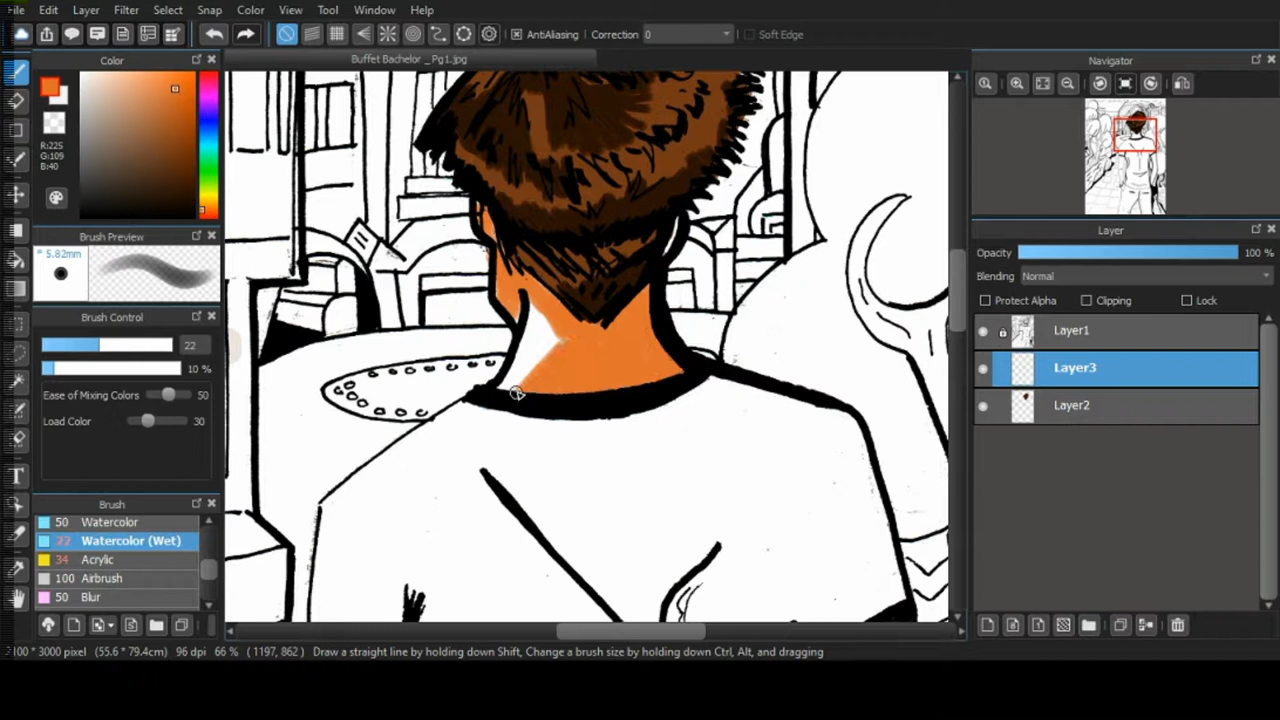 File Edit Layer Filter Select Snap Color View Tool Window Help
AntiAliasing Correction 0 Soft Edge
Color
Buffet Bachelor _Pg1.jpg
Navigator
R:225
G:109
B:40
Brush Preview
5.82mm
Layer
Opacity 100 %
Blending Normal
Protect Alpha Clipping Lock
Brush Control
22
10 %
Ease of Mixing Colors 50
Load Color 30
Layer1
Layer3
Layer2
Brush
50 Watercolor
22 Watercolor (Wet)
34 Acrylic
100 Airbrush
50 Blur
100 * 3000 pixel (55.6 * 79.4cm) 96 dpi 66 % ( 1197, 862 ) Draw a straight line by holding down Shift, Change a brush size by holding down Ctrl, Alt, and dragging